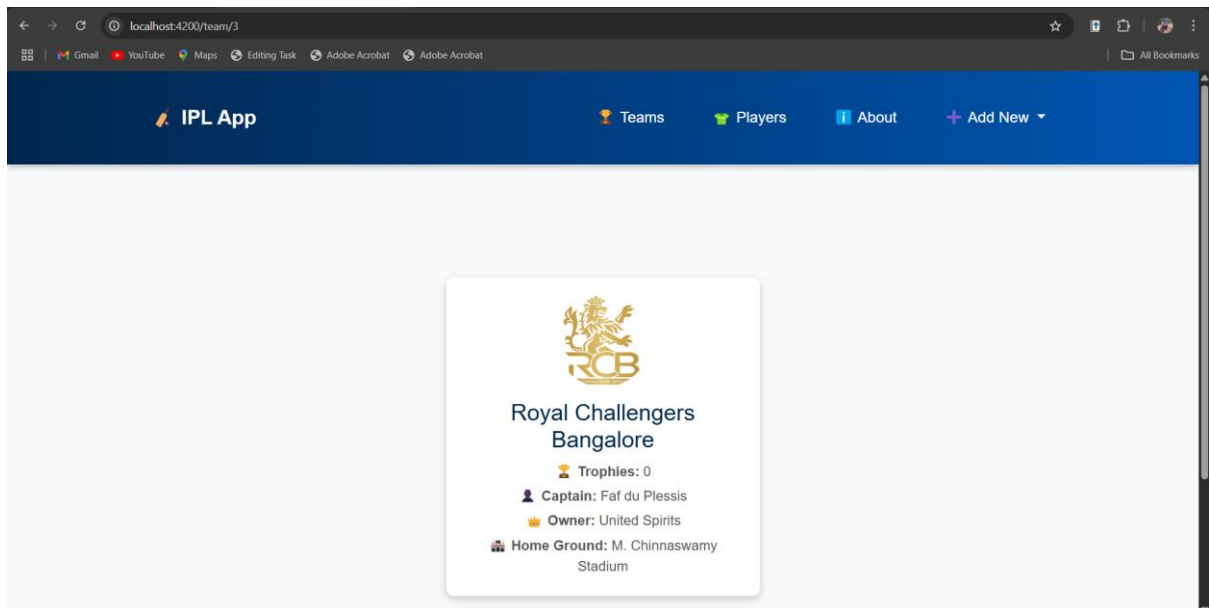 localhost:4200/team/3
Gmail YouTube Maps Editing Task Adobe Acrobat Adobe Acrobat All Bookmarks
IPL App Teams Players About Add New
RCB
Royal Challengers
Bangalore
Trophies: 0
Captain: Faf du Plessis
Owner: United Spirits
Home Ground: M. Chinnaswamy
Stadium